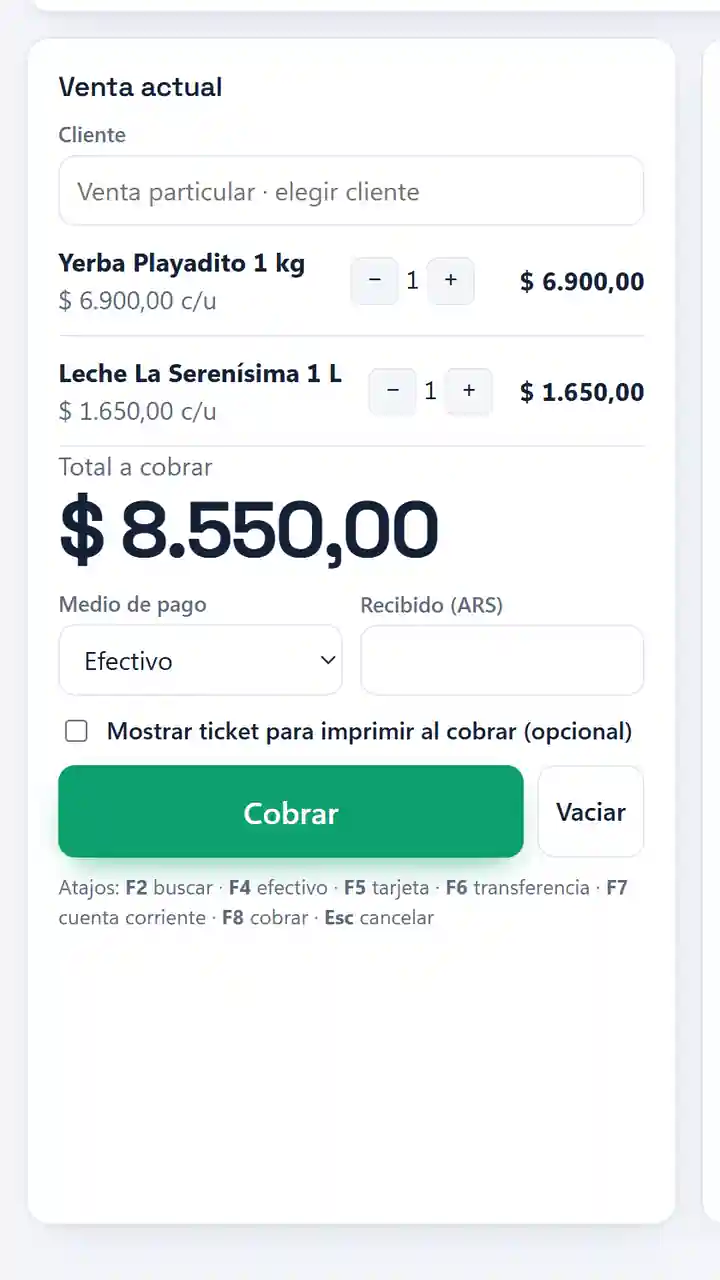 Venta actual
Cliente
Venta particular · elegir cliente
Yerba Playadito 1 kg
$ 6.900,00 c/u
− 1 +
$ 6.900,00
Leche La Serenísima 1 L
$ 1.650,00 c/u
− 1 +
$ 1.650,00
Total a cobrar
$ 8.550,00
Medio de pago
Recibido (ARS)
Efectivo
Mostrar ticket para imprimir al cobrar (opcional)
Cobrar
Vaciar
Atajos: F2 buscar · F4 efectivo · F5 tarjeta · F6 transferencia · F7
cuenta corriente · F8 cobrar · Esc cancelar